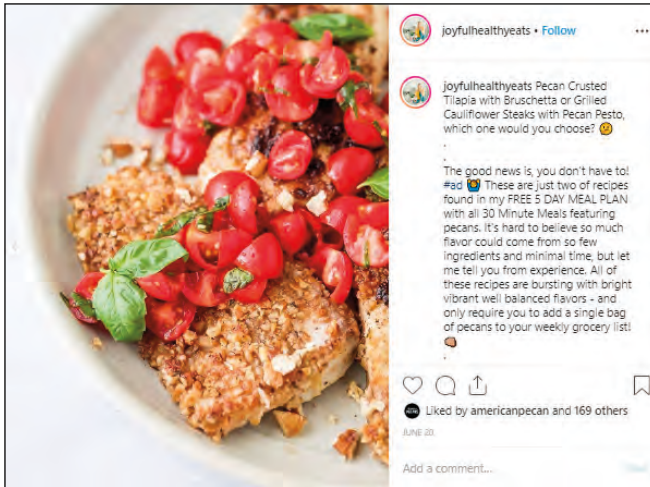 joyfulhealthyeats • Follow
joyfulhealthyeats Pecan Crusted
Tilapia with Bruschetta or Grilled
Cauliflower Steaks with Pecan Pesto,
which one would you choose? 🤔
.
.
The good news is, you don't have to!
#ad 🙆 These are just two of recipes
found in my FREE 5 DAY MEAL PLAN
with all 30 Minute Meals featuring
pecans. It's hard to believe so much
flavor could come from so few
ingredients and minimal time, but let
me tell you from experience. All of
these recipes are bursting with bright
vibrant well balanced flavors - and
only require you to add a single bag
of pecans to your weekly grocery list!
.
Liked by americanpecan and 169 others
JUNE 20
Add a comment...